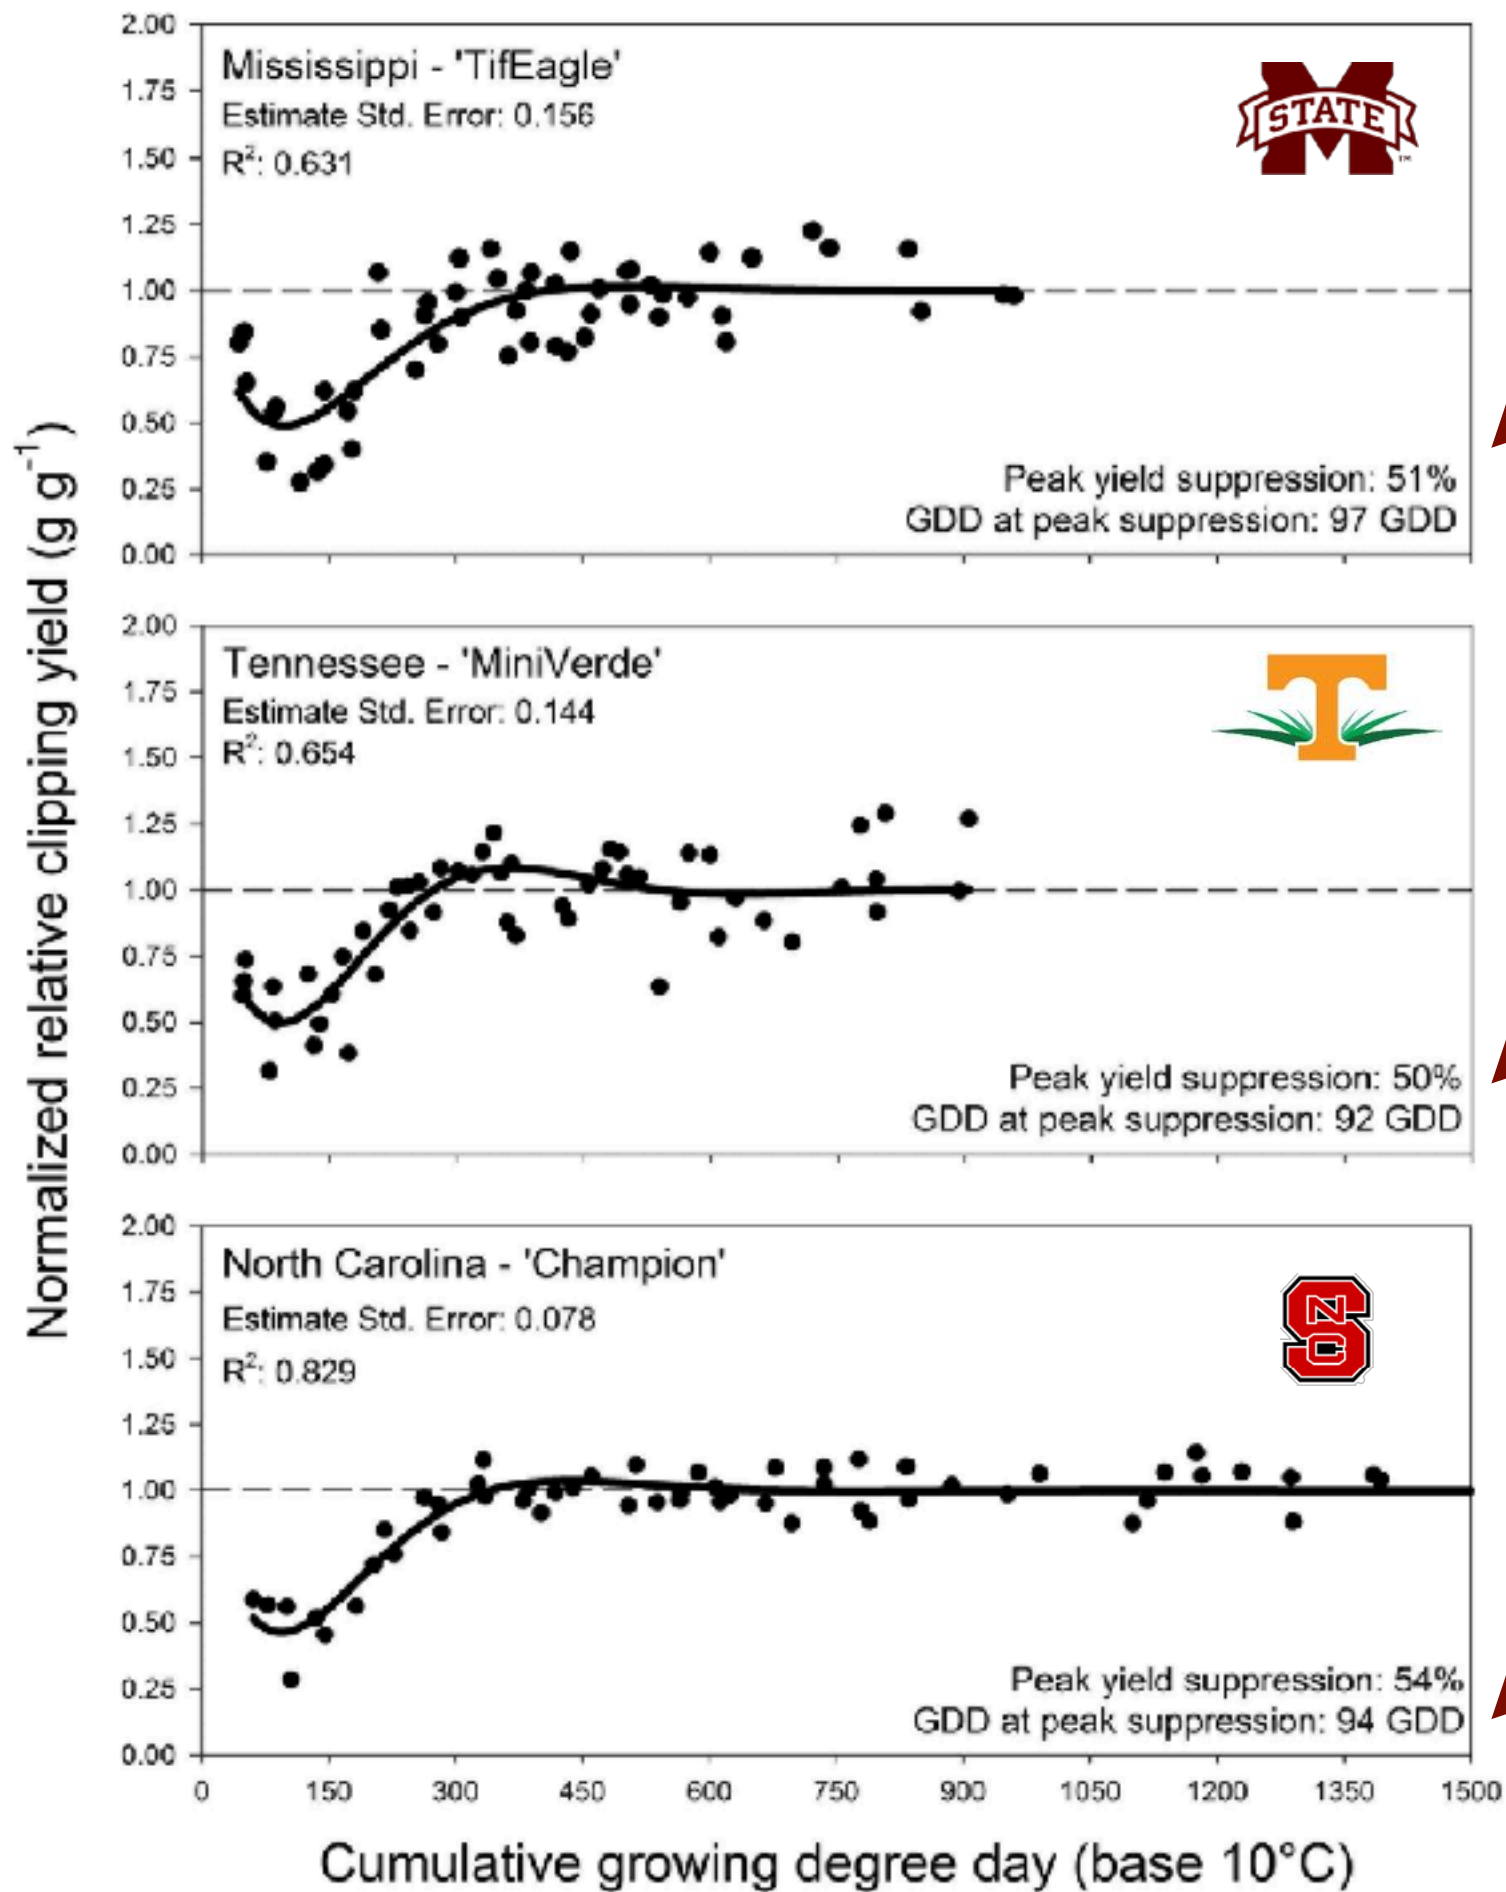 Normalized relative clipping yield (g g⁻¹)
2.00
1.75
1.50
1.25
1.00
0.75
0.50
0.25
0.00
Mississippi - 'TifEagle'
Estimate Std. Error: 0.156
R²: 0.631
STATE
TM
Peak yield suppression: 51%
GDD at peak suppression: 97 GDD
2.00
1.75
1.50
1.25
1.00
0.75
0.50
0.25
0.00
Tennessee - 'MiniVerde'
Estimate Std. Error: 0.144
R²: 0.654
T
Peak yield suppression: 50%
GDD at peak suppression: 92 GDD
2.00
1.75
1.50
1.25
1.00
0.75
0.50
0.25
0.00
North Carolina - 'Champion'
Estimate Std. Error: 0.078
R²: 0.829
N
S
C
Peak yield suppression: 54%
GDD at peak suppression: 94 GDD
0 150 300 450 600 750 900 1050 1200 1350 1500
Cumulative growing degree day (base 10°C)